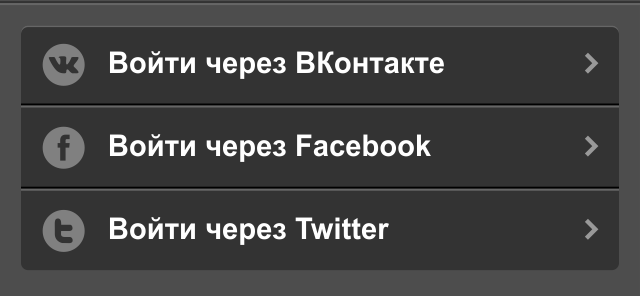 Войти через ВКонтакте
Войти через Facebook
Войти через Twitter